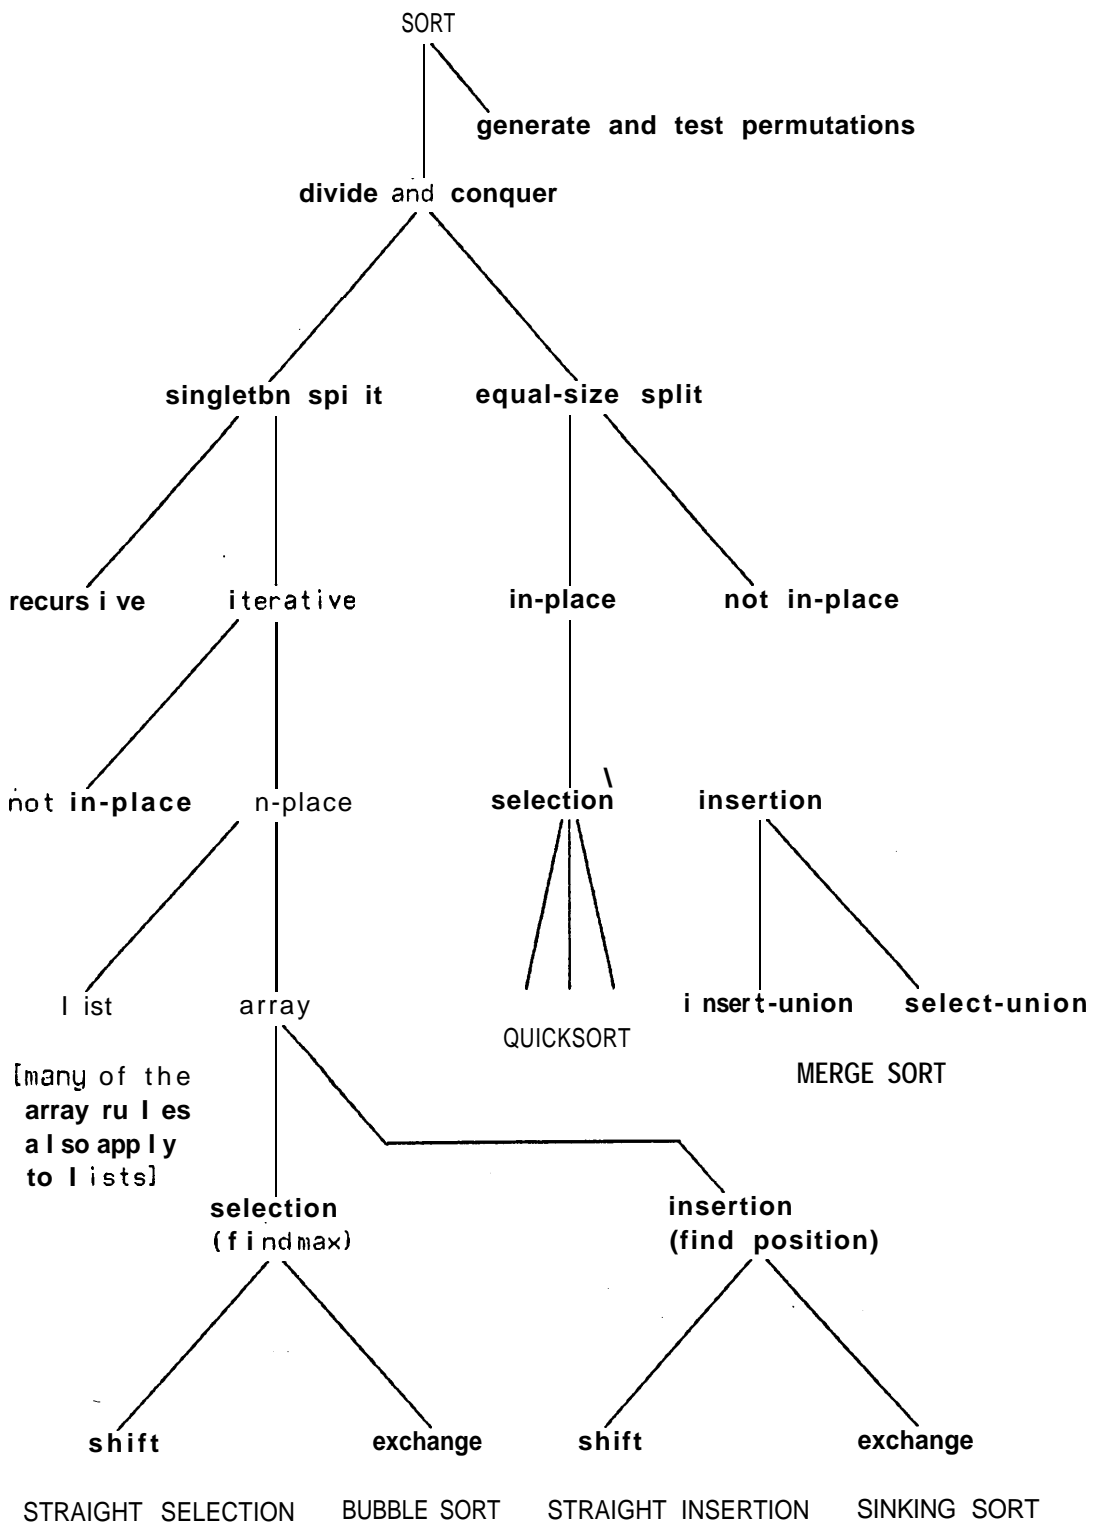 SORT
generate and test permutations
divide and conquer
singletbn spi it
equal-size split
recurs i ve
iterative
in-place
not in-place
not in-place
n-place
selection
insertion
l ist
array
i nsert-union
select-union
QUICKSORT
MERGE SORT
[many of the
array ru l es
a l so app l y
to l ists]
selection
(findmax)
insertion
(find position)
shift
exchange
shift
exchange
STRAIGHT SELECTION
BUBBLE SORT
STRAIGHT INSERTION
SINKING SORT